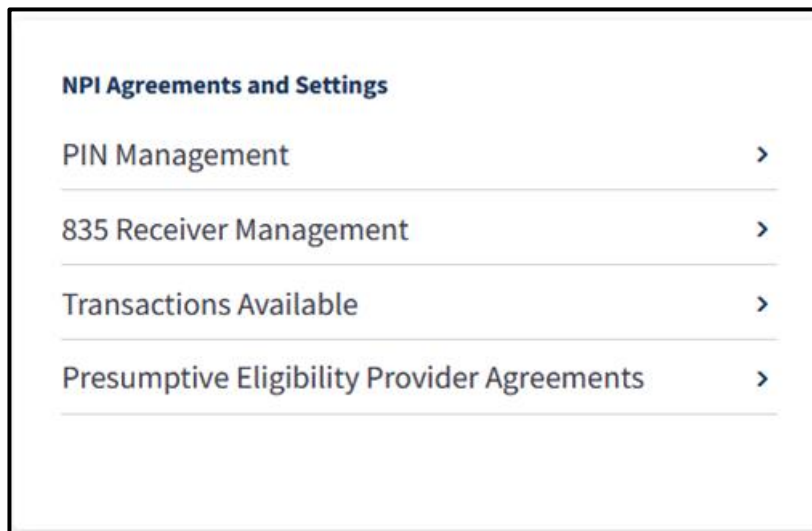 NPI Agreements and Settings
PIN Management
835 Receiver Management
Transactions Available
Presumptive Eligibility Provider Agreements